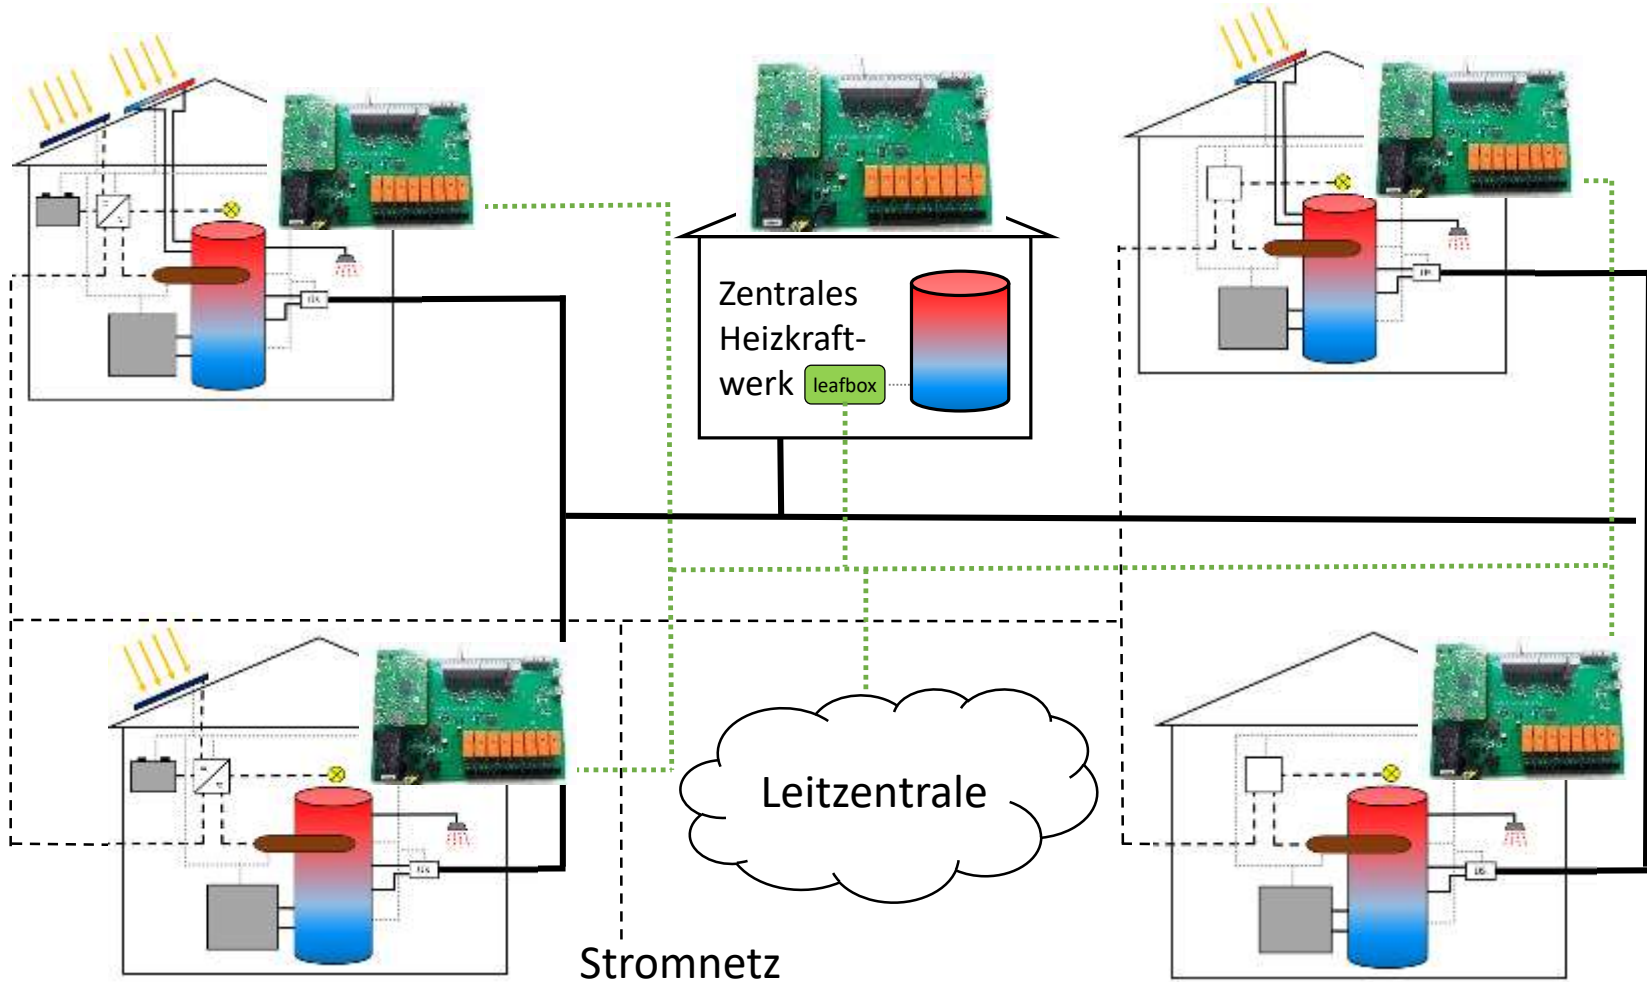 Zentrales
Heizkraft-
werk
leafbox
Leitzentrale
Stromnetz